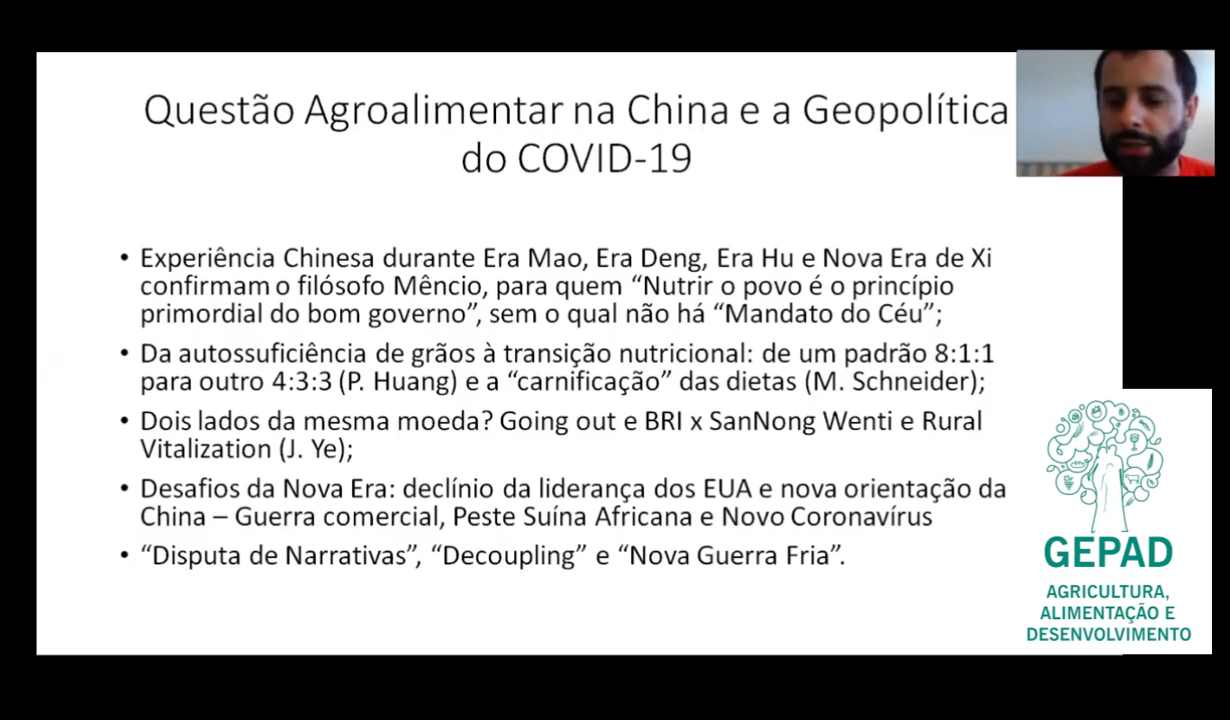 Questão Agroalimentar na China e a Geopolítica
do COVID-19
• Experiência Chinesa durante Era Mao, Era Deng, Era Hu e Nova Era de Xi
confirmam o filósofo Mêncio, para quem “Nutrir o povo é o princípio
primordial do bom governo”, sem o qual não há “Mandato do Céu”;
• Da autossuficiência de grãos à transição nutricional: de um padrão 8:1:1
para outro 4:3:3 (P. Huang) e a “carnificação” das dietas (M. Schneider);
• Dois lados da mesma moeda? Going out e BRI x SanNong Wenti e Rural
Vitalization (J. Ye);
• Desafios da Nova Era: declínio da liderança dos EUA e nova orientação da
China – Guerra comercial, Peste Suína Africana e Novo Coronavírus
• “Disputa de Narrativas”, “Decoupling” e “Nova Guerra Fria”.
GEPAD
AGRICULTURA,
ALIMENTAÇÃO E
DESENVOLVIMENTO